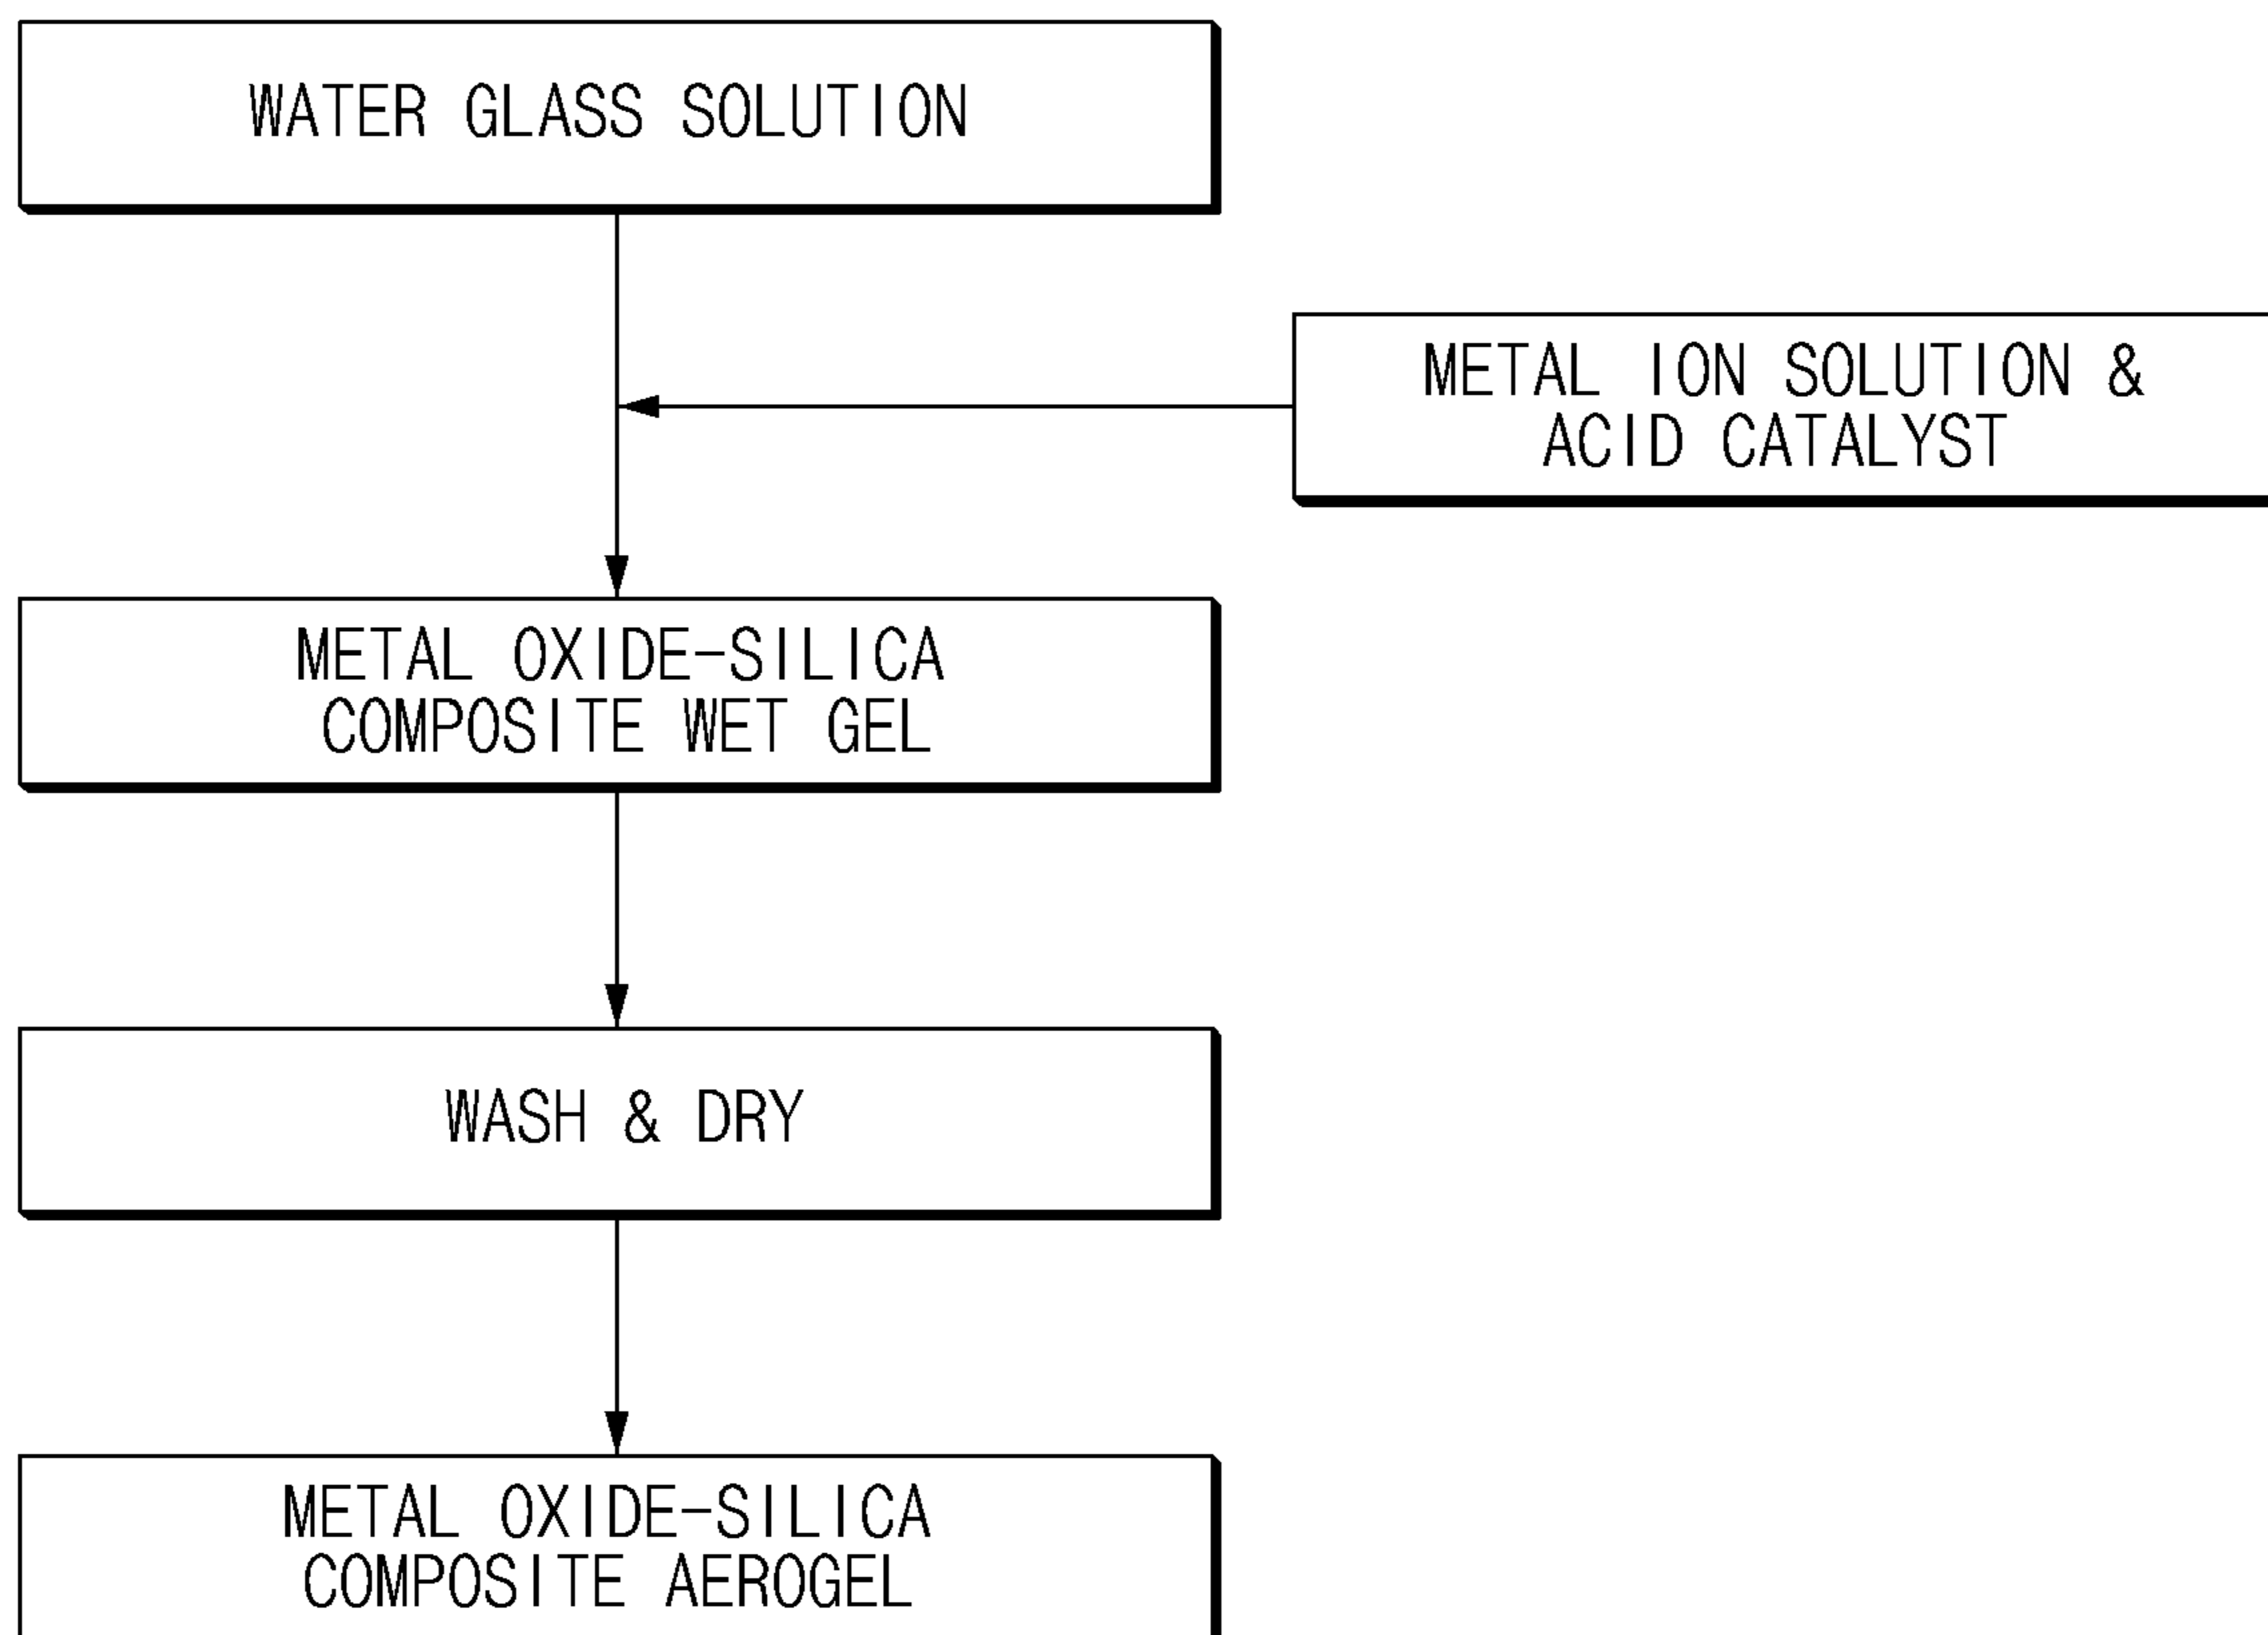 WATER GLASS SOLUTION
METAL ION SOLUTION &
ACID CATALYST
METAL OXIDE-SILICA
COMPOSITE WET GEL
WASH & DRY
METAL OXIDE-SILICA
COMPOSITE AEROGEL